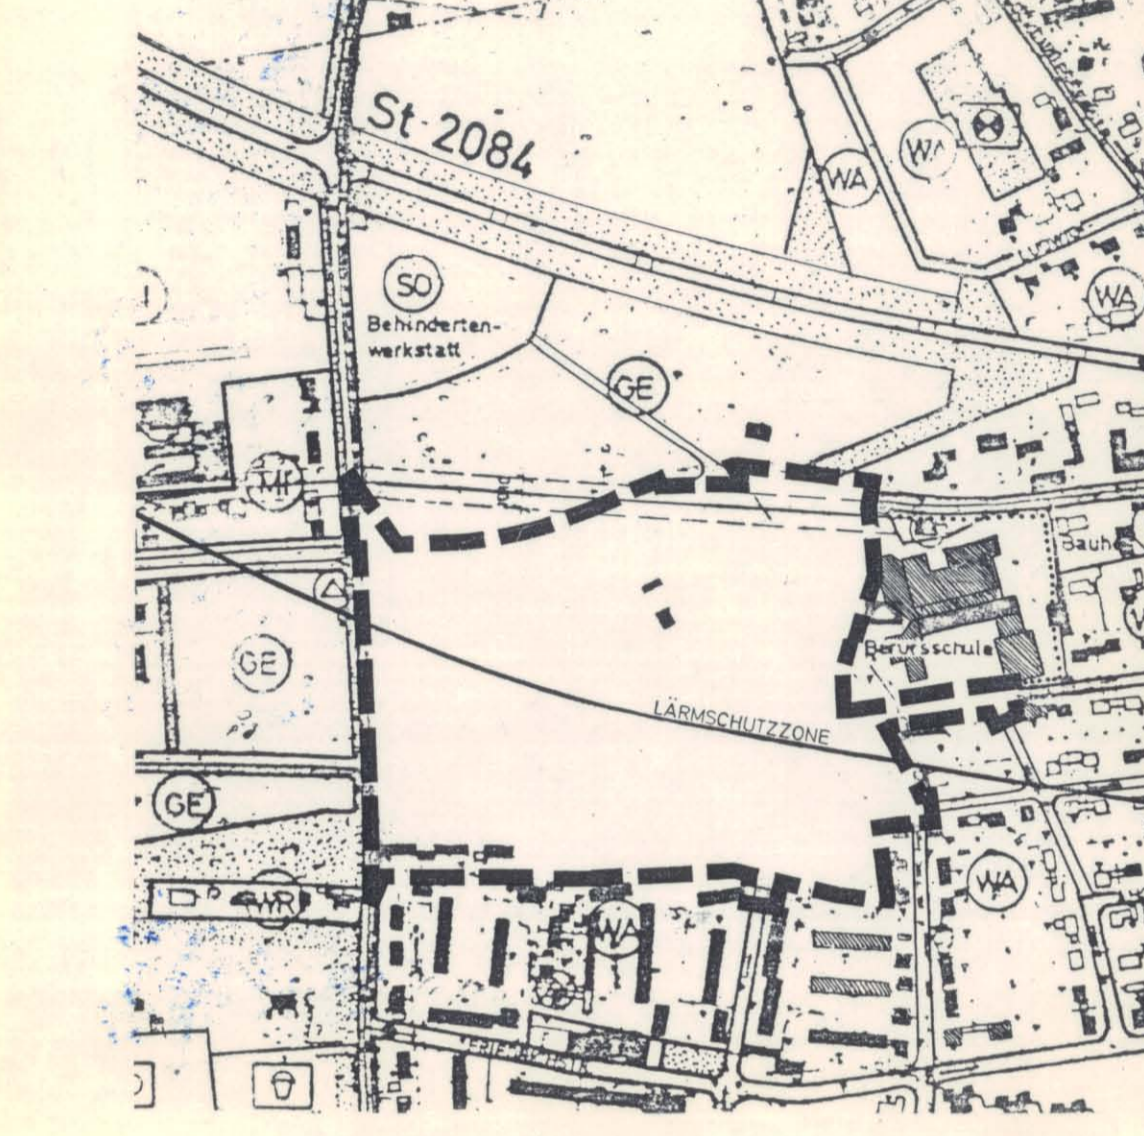 St 2084
WA
WA
SO
Behinderten-
werkstatt
WA
GE
MI
Bauh
GE
Berufsschule
LÄRMSCHUTZZONE
GE
WR
WA
WA